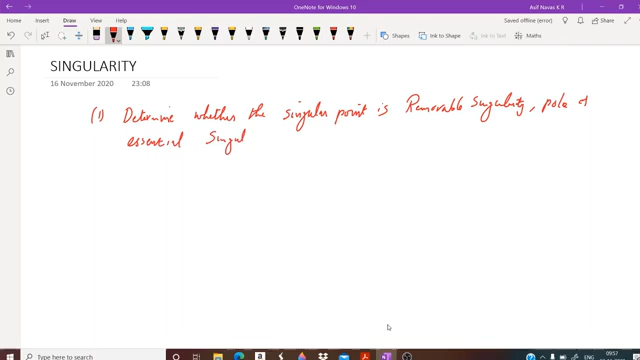 OneNote for Windows 10
Asif Navas K R
File Home Insert Draw View Help
Saved offline (error)
Shapes Ink to Shape Ink to Text Math
SINGULARITY
16 November 2020 23:08
(1) Determine whether the singular point is Removable Singularity, pole
essential Singul
Type here to search
09:57